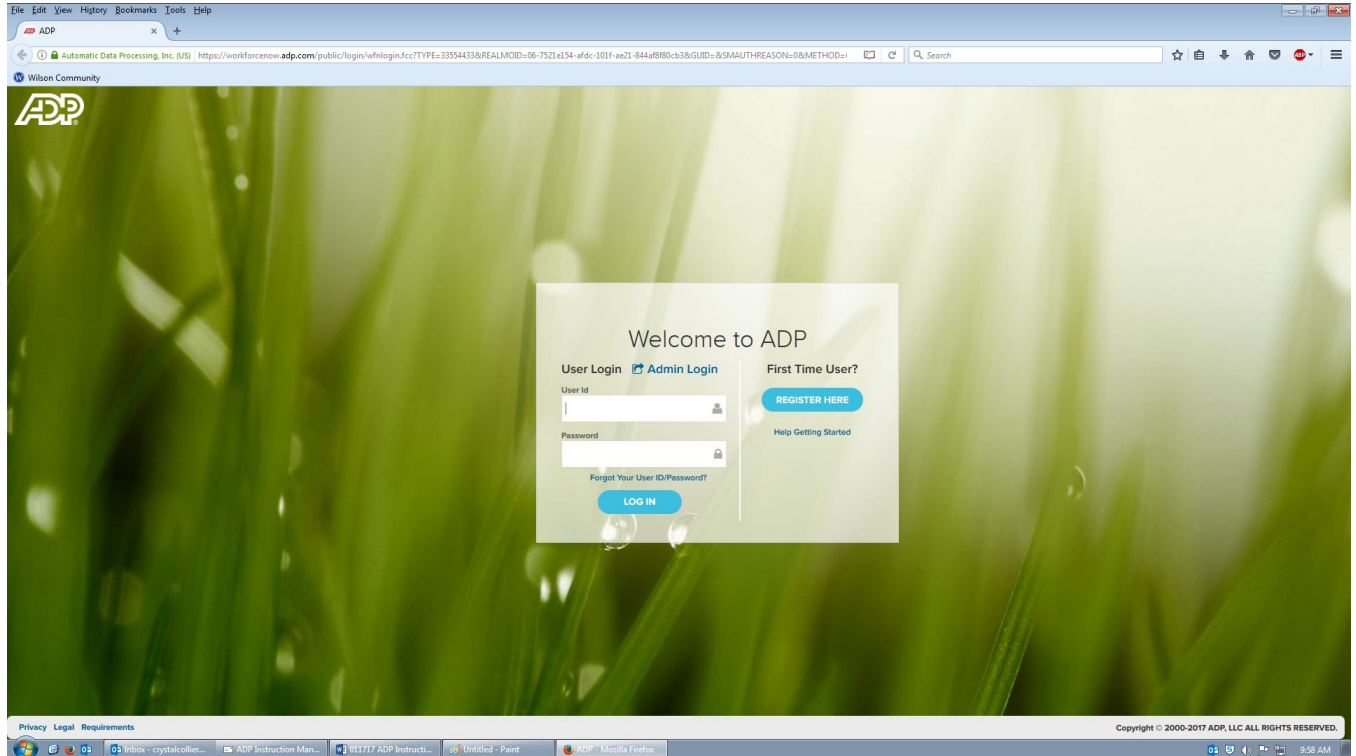 File Edit View History Bookmarks Tools Help
ADP ADP × +
Automatic Data Processing, Inc. (US) https://workforcenow.adp.com/public/login/wfnlogin.fcc?TYPE=33554433&REALMOID=06-7521e154-afdc-101f-ae21-844af8f80cb3&GUID=&SMAUTHREASON=0&METHOD= Search ABP
W Wilson Community
ADP
Welcome to ADP
User Login Admin Login
User Id
Password
Forgot Your User ID/Password?
LOG IN
First Time User?
REGISTER HERE
Help Getting Started
Privacy Legal Requirements Copyright © 2000-2017 ADP, LLC ALL RIGHTS RESERVED.
Inbox - crystalcollier... ADP Instruction Man... 011717 ADP Instructi... Untitled - Paint ADP - Mozilla Firefox 9:58 AM